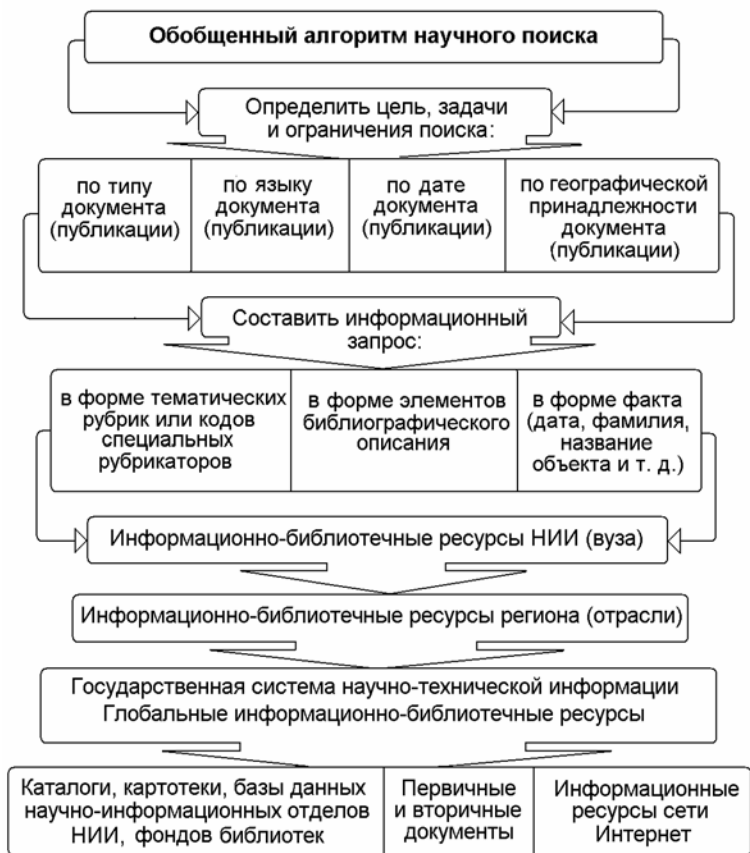 Обобщенный алгоритм научного поиска
Определить цель, задачи
и ограничения поиска:
по типу
документа
(публикации)
по языку
документа
(публикации)
по дате
документа
(публикации)
по географической
принадлежности
документа
(публикации)
Составить информационный
запрос:
в форме тематических
рубрик или кодов
специальных
рубрикаторов
в форме элементов
библиографического
описания
в форме факта
(дата, фамилия,
название
объекта и т. д.)
Информационно-библиотечные ресурсы НИИ (вуза)
Информационно-библиотечные ресурсы региона (отрасли)
Государственная система научно-технической информации
Глобальные информационно-библиотечные ресурсы
Каталоги, картотеки, базы данных
научно-информационных отделов
НИИ, фондов библиотек
Первичные
и вторичные
документы
Информационные
ресурсы сети
Интернет